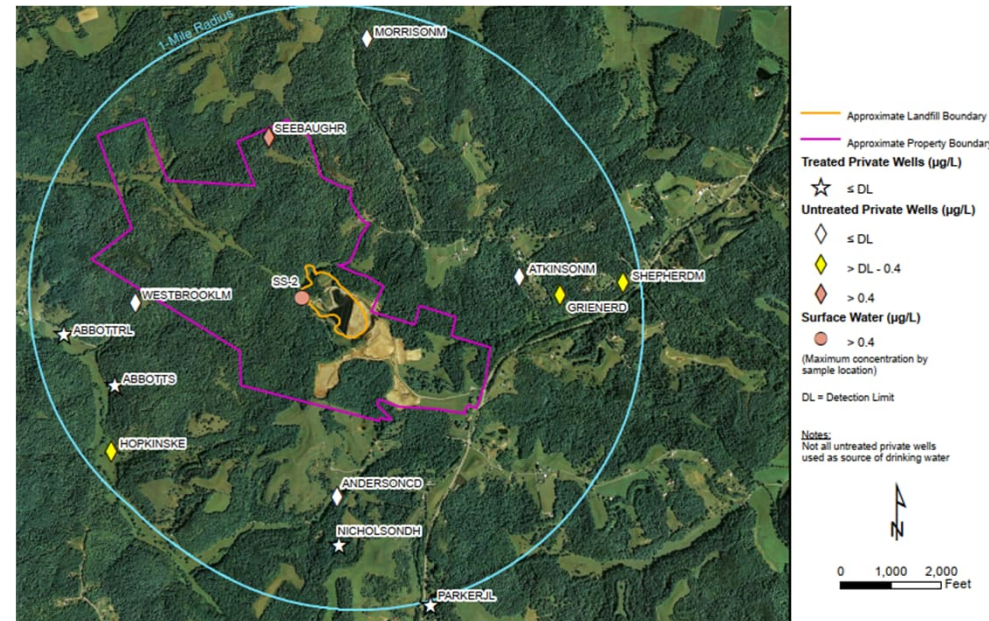 1-Mile Radius
MORRISONM
SEEBAUGHR
SS-2
ATKINSONM
SHEPHERDM
GRIENERD
WESTBROOKLM
ABBOTTRL
ABBOTTS
HOPKINSKE
ANDERSONCD
NICHOLSONDH
PARKERJL
Approximate Landfill Boundary
Approximate Property Boundary
Treated Private Wells (µg/L)
≤ DL
Untreated Private Wells (µg/L)
≤ DL
> DL - 0.4
> 0.4
Surface Water (µg/L)
> 0.4
(Maximum concentration by
sample location)
DL = Detection Limit
Notes:
Not all untreated private wells
used as source of drinking water
N
0 1,000 2,000
Feet